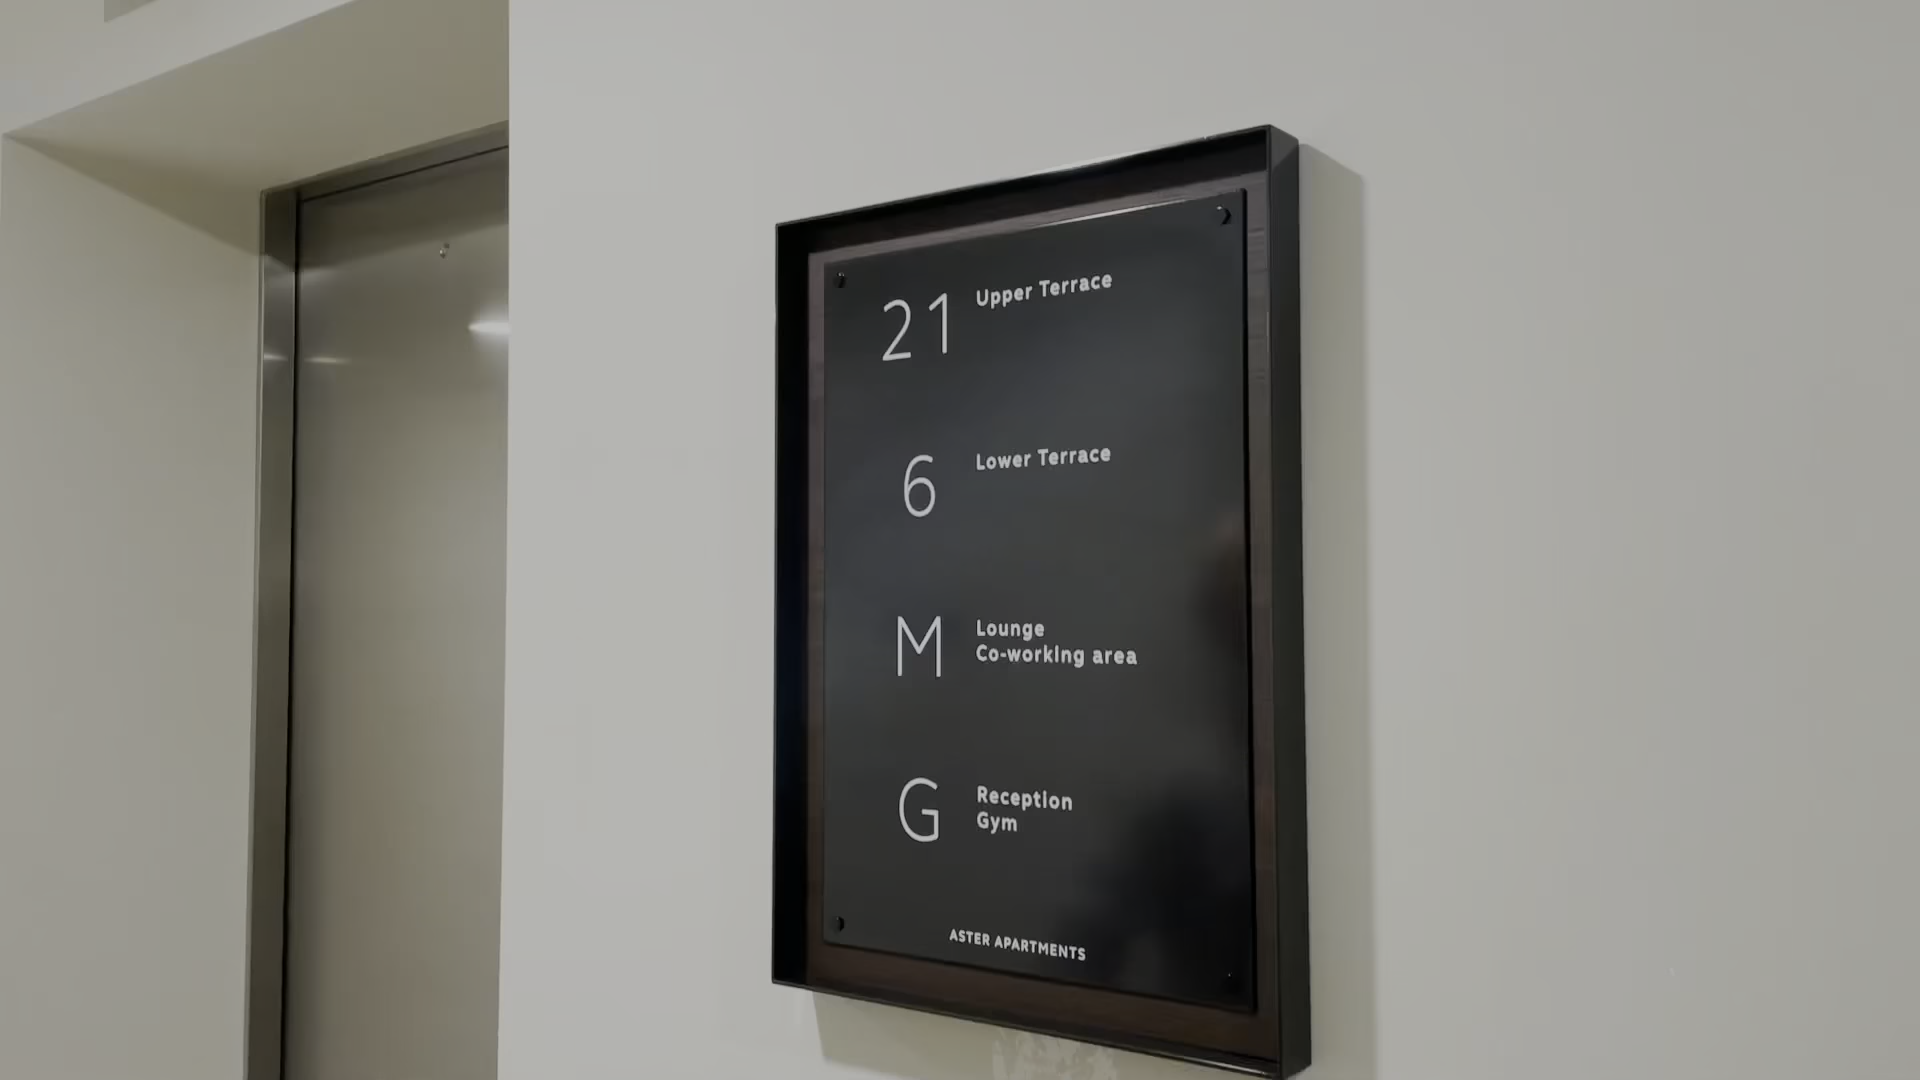 21 Upper Terrace
6 Lower Terrace
M Lounge
Co-working area
G Reception
Gym
ASTER APARTMENTS